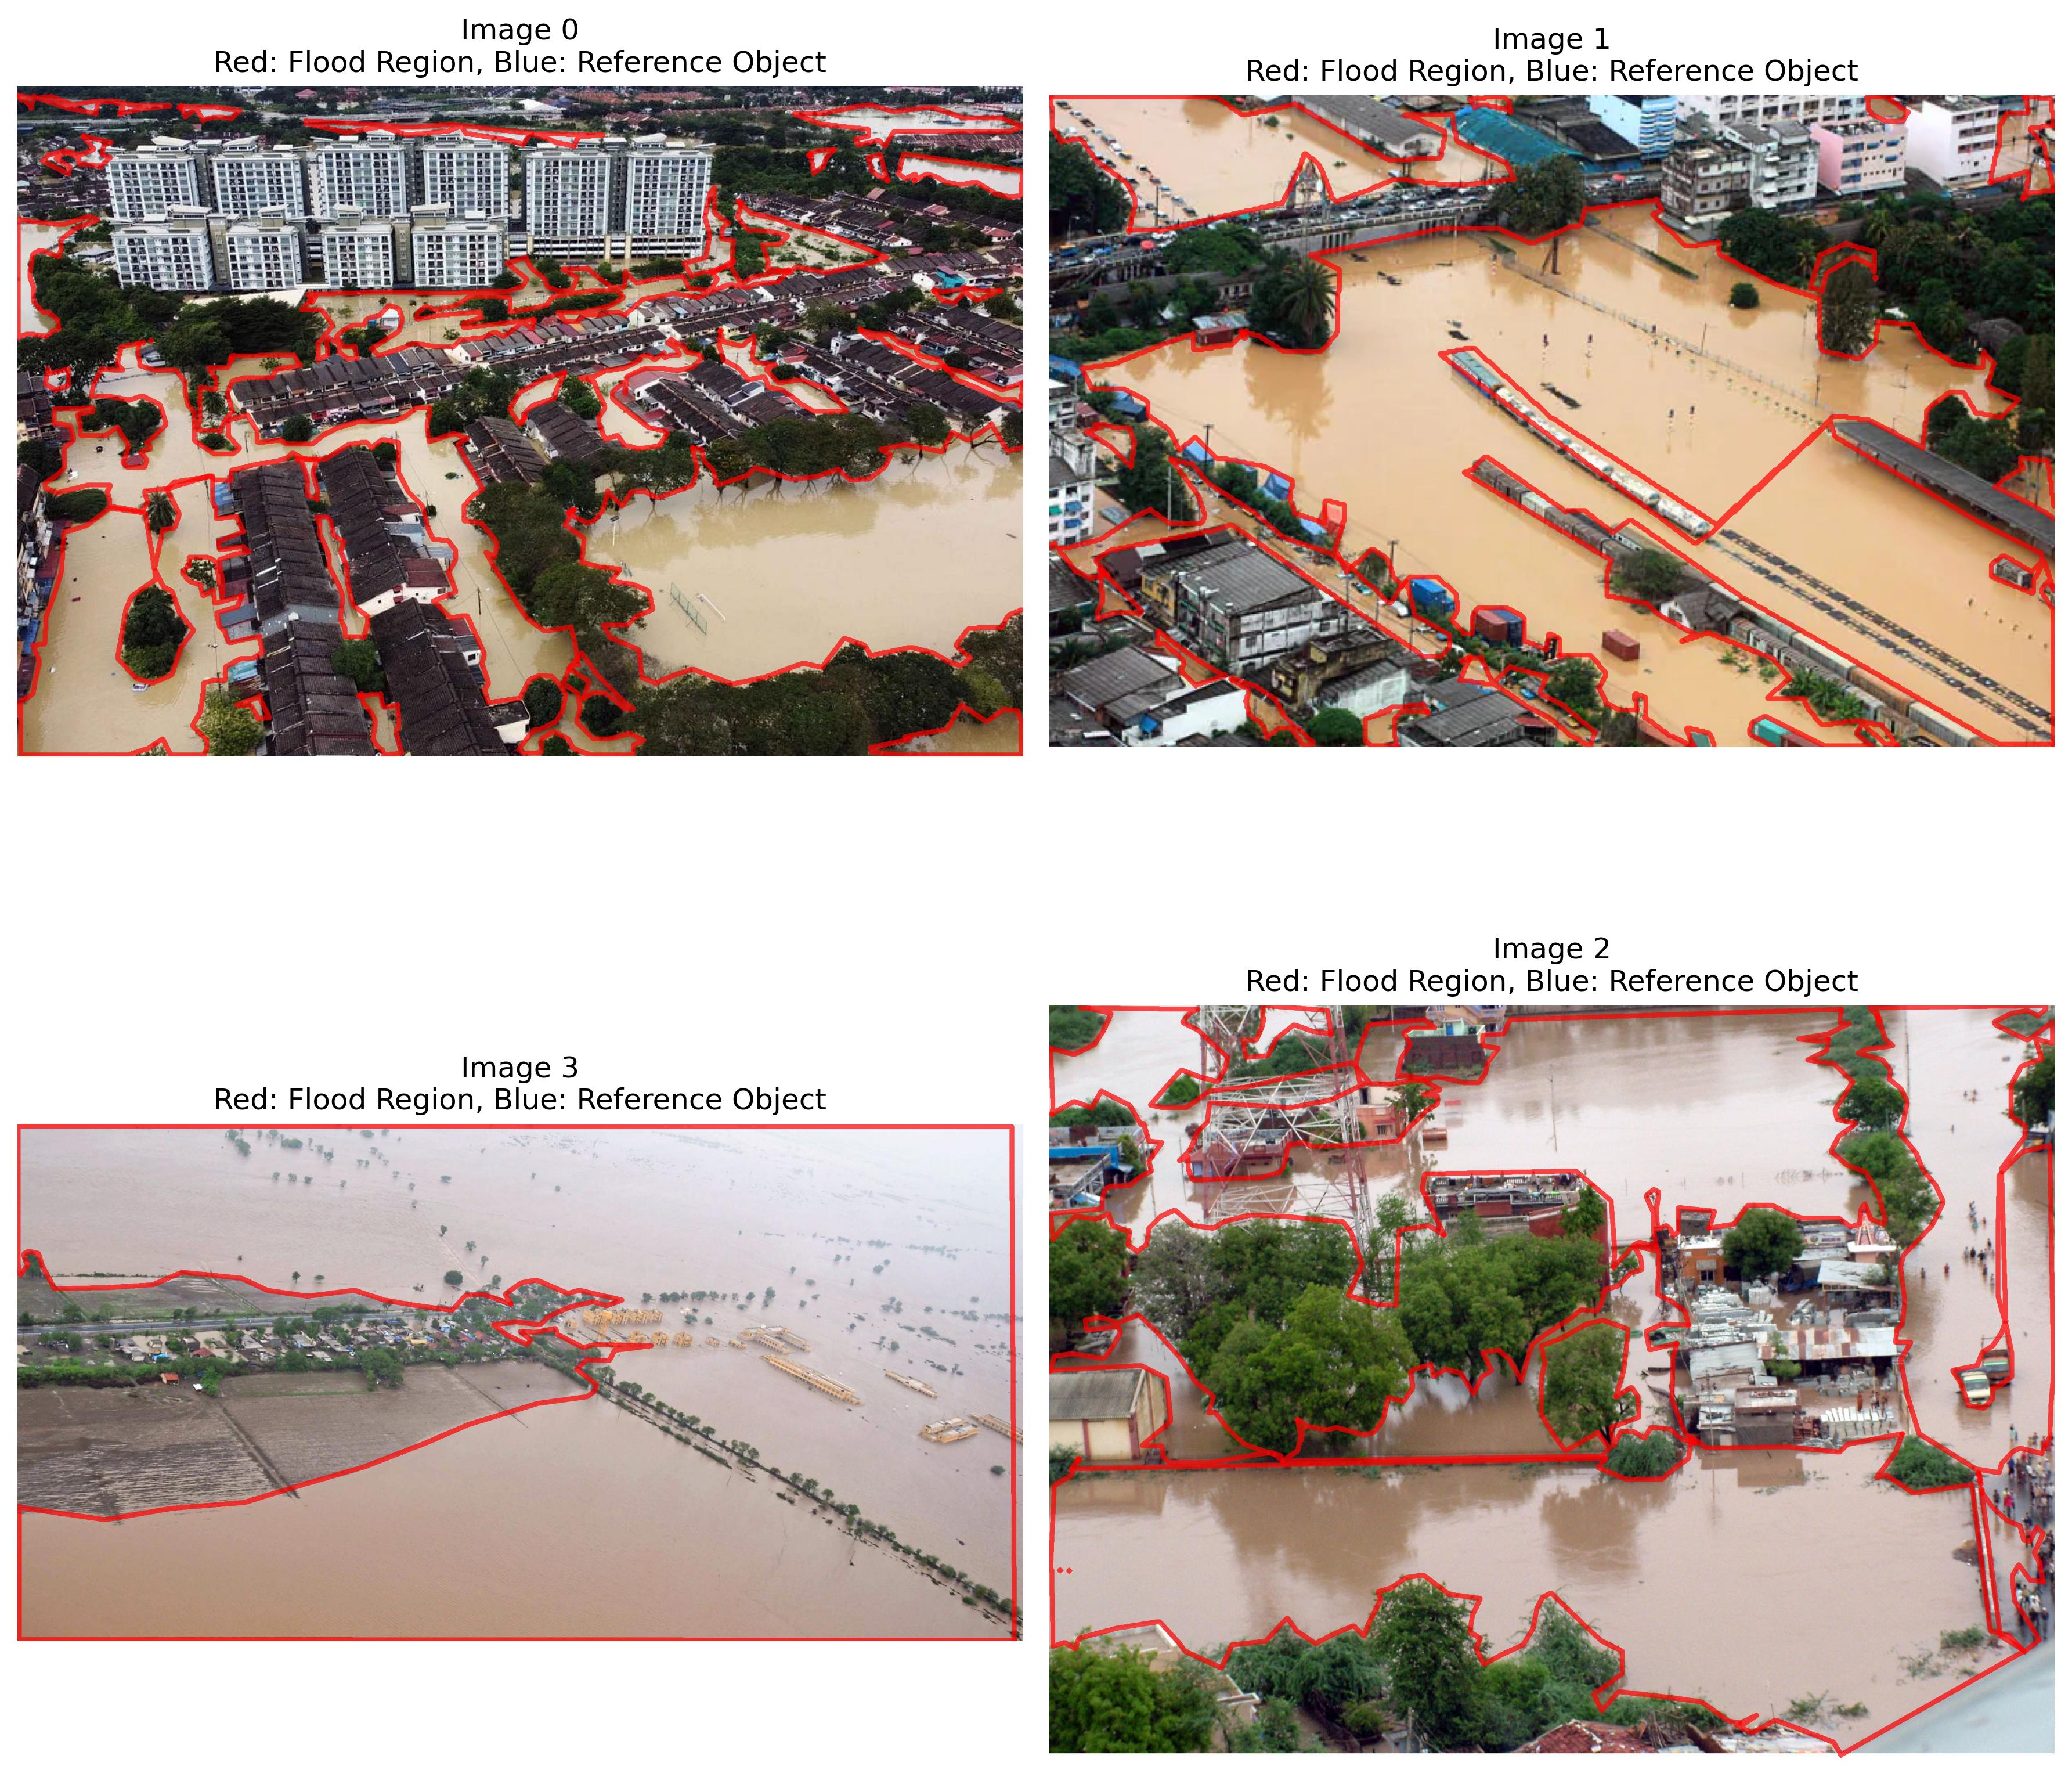 Image 0
Red: Flood Region, Blue: Reference Object
Image 1
Red: Flood Region, Blue: Reference Object
Image 3
Red: Flood Region, Blue: Reference Object
Image 2
Red: Flood Region, Blue: Reference Object